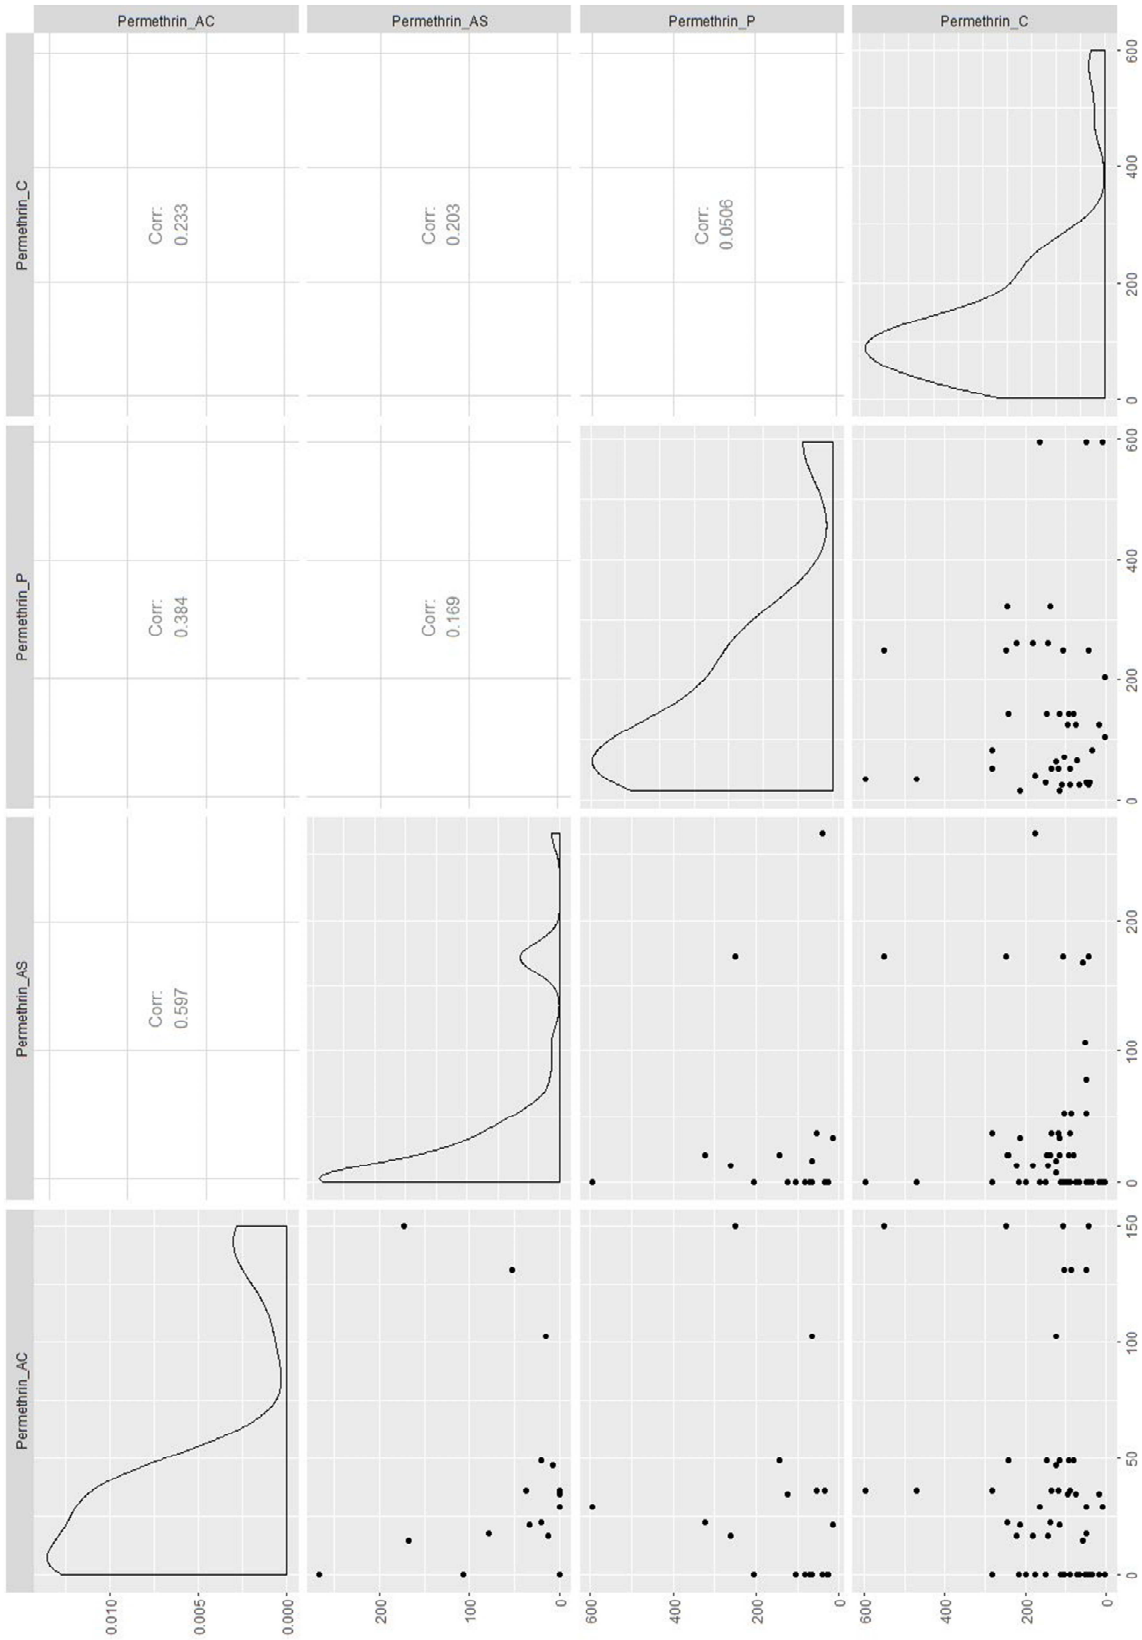 Permethrin_AC
Permethrin_AS
Permethrin_P
Permethrin_C
0.010
0.005
0.000
Corr:
0.597
Corr:
0.384
Corr:
0.233
Permethrin_AC
200
100
0
Corr:
0.169
Corr:
0.203
Permethrin_AS
600
400
200
0
Corr:
0.0506
Permethrin_P
600
400
200
0
Permethrin_C
0 50 100 150
0 100 200
0 200 400 600
0 200 400 600